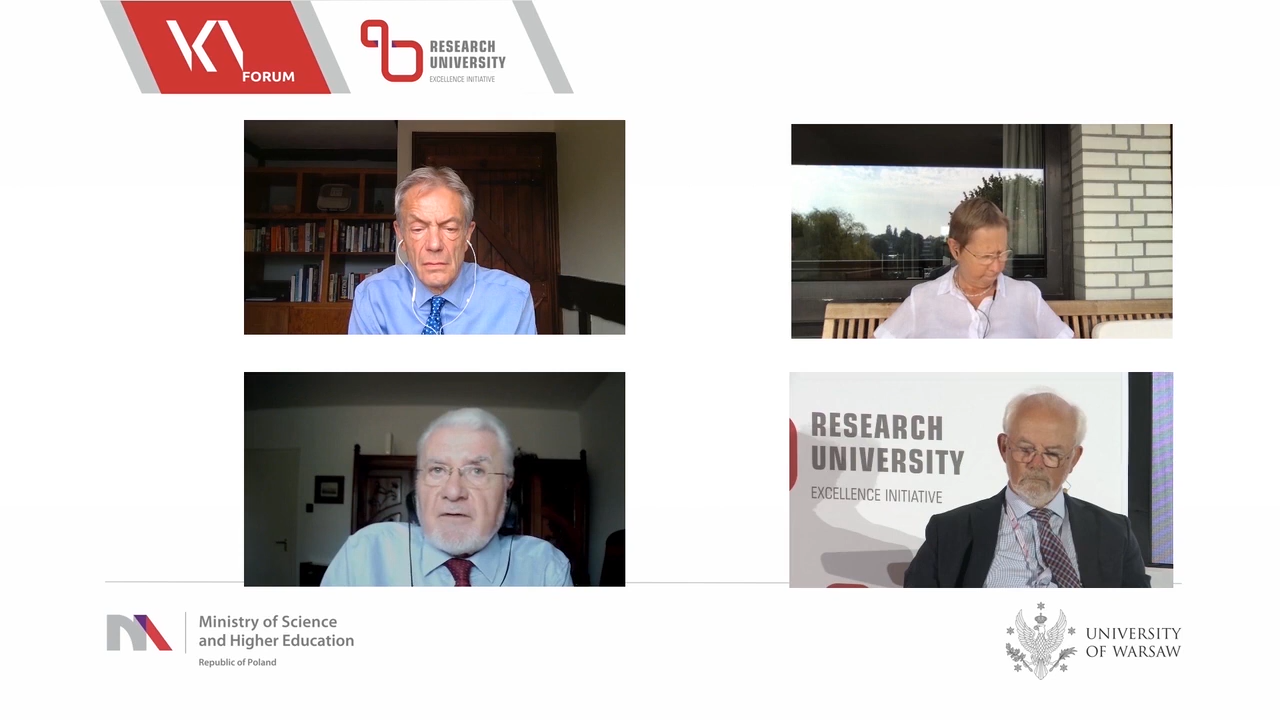 FORUM
RESEARCH
UNIVERSITY
EXCELLENCE INITIATIVE
RESEARCH
UNIVERSITY
EXCELLENCE INITIATIVE
Ministry of Science
and Higher Education
Republic of Poland
UNIVERSITY
OF WARSAW